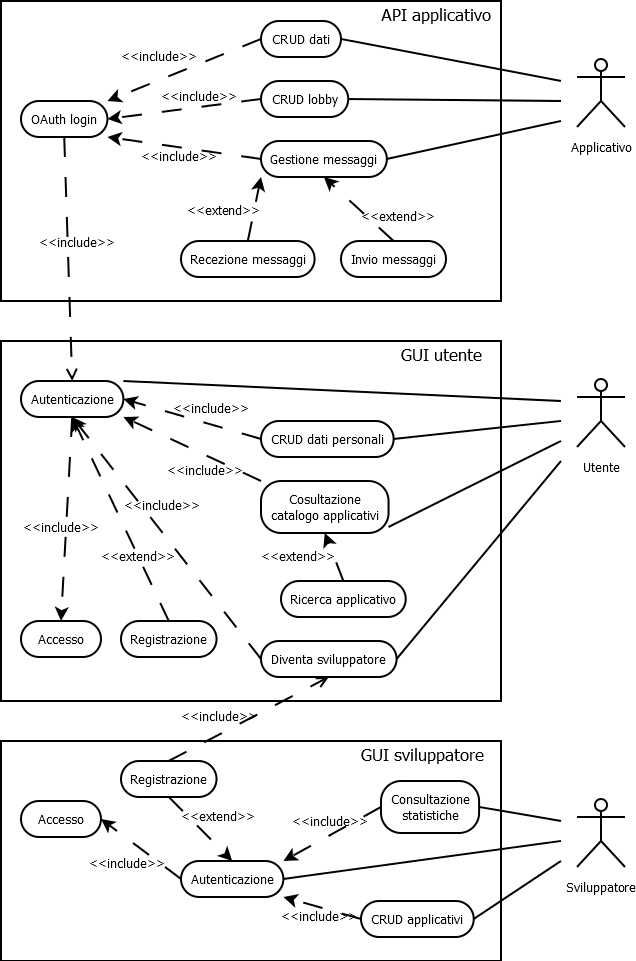 API applicativo
CRUD dati
<<include>>
CRUD lobby
<<include>>
OAuth login
Gestione messaggi
<<include>>
Applicativo
<<extend>>
<<extend>>
<<include>>
Recezione messaggi
Invio messaggi
GUI utente
Autenticazione
<<include>>
CRUD dati personali
Utente
<<include>>
Cosultazione
catalogo applicativi
<<include>>
<<include>>
<<extend>>
<<extend>>
Ricerca applicativo
Accesso
Registrazione
Diventa sviluppatore
<<include>>
GUI sviluppatore
Registrazione
Consultazione
statistiche
Accesso
<<extend>>
<<include>>
<<include>>
Autenticazione
Sviluppatore
<<include>>
CRUD applicativi